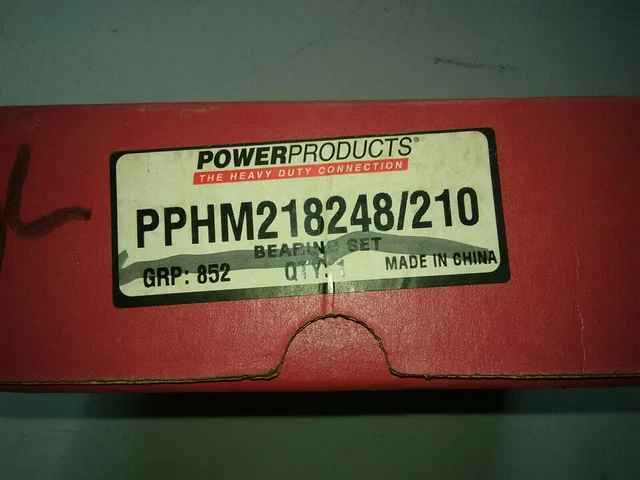 POWERPRODUCTS®
THE HEAVY DUTY CONNECTION
PPHM218248/210
BEARING SET
GRP: 852 QTY: 1 MADE IN CHINA